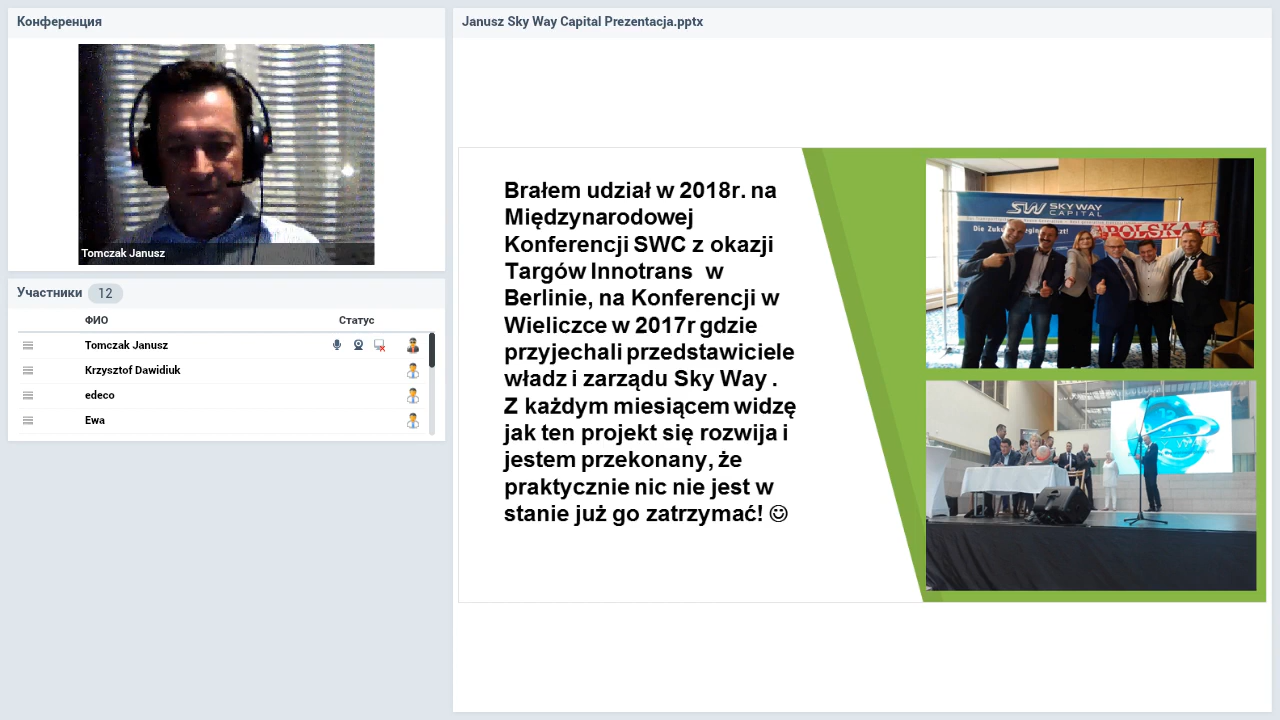 Конференция
Tomczak Janusz
Участники 12
ФИО Статус
Tomczak Janusz
Krzysztof Dawidiuk
edeco
Ewa
Janusz Sky Way Capital Prezentacja.pptx
Brałem udział w 2018r. na
Międzynarodowej
Konferencji SWC z okazji
Targów Innotrans w
Berlinie, na Konferencji w
Wieliczce w 2017r gdzie
przyjechali przedstawiciele
władz i zarządu Sky Way .
Z każdym miesiącem widzę
jak ten projekt się rozwija i
jestem przekonany, że
praktycznie nic nie jest w
stanie już go zatrzymać! ☺
SW SKY WAY
CAPITAL
Die Zuku
POLSKA